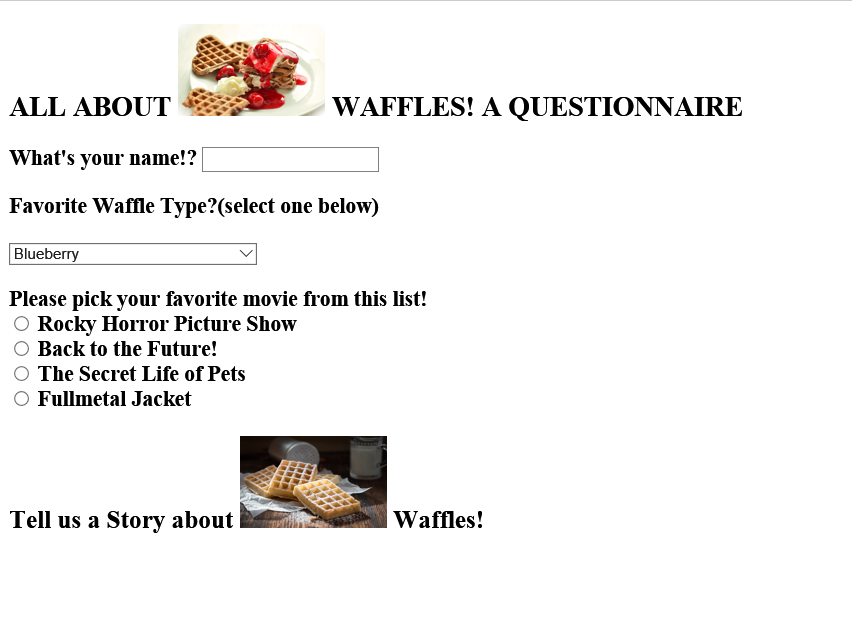 ALL ABOUT WAFFLES! A QUESTIONNAIRE
What's your name!?
Favorite Waffle Type?(select one below)
Blueberry
Please pick your favorite movie from this list!
Rocky Horror Picture Show
Back to the Future!
The Secret Life of Pets
Fullmetal Jacket
Tell us a Story about Waffles!